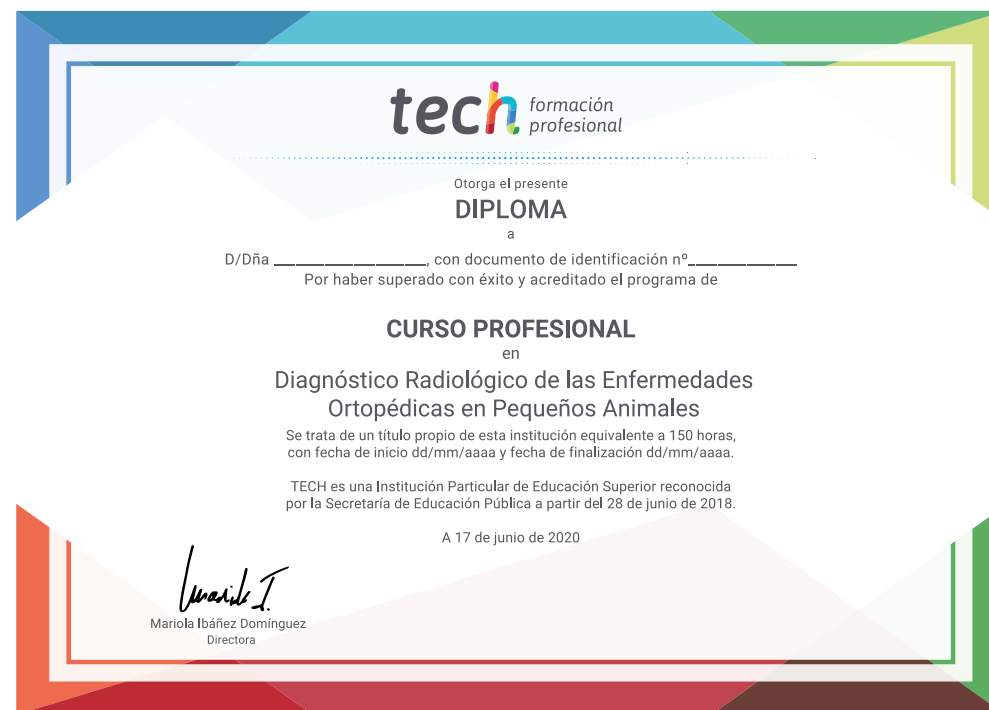 tech formación
profesional
Otorga el presente
DIPLOMA
a
D/Dña ________________, con documento de identificación nº___________
Por haber superado con éxito y acreditado el programa de
CURSO PROFESIONAL
en
Diagnóstico Radiológico de las Enfermedades
Ortopédicas en Pequeños Animales
Se trata de un título propio de esta institución equivalente a 150 horas,
con fecha de inicio dd/mm/aaaa y fecha de finalización dd/mm/aaaa.
TECH es una Institución Particular de Educación Superior reconocida
por la Secretaría de Educación Pública a partir del 28 de junio de 2018.
A 17 de junio de 2020
Mariola Ibáñez Domínguez
Directora